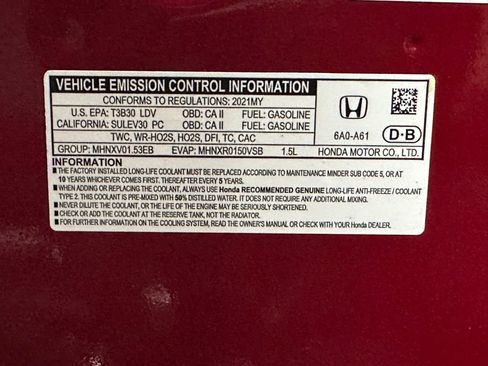 VEHICLE EMISSION CONTROL INFORMATION
CONFORMS TO REGULATIONS: 2021MY
U.S. EPA: T3B30 LDV OBD: CA II FUEL: GASOLINE
CALIFORNIA: SULEV30 PC OBD: CA II FUEL: GASOLINE
TWC, WR-HO2S, HO2S, DFI, TC, CAC
GROUP: MHNXV01.53EB EVAP: MHNXR0150VSB 1.5L
6A0-A61
D-B
HONDA MOTOR CO., LTD.
INFORMATION
■ THE FACTORY INSTALLED LONG-LIFE COOLANT MUST BE REPLACED ACCORDING TO MAINTENANCE MINDER SUB CODE 5, OR AT
10 YEARS WHICHEVER COMES FIRST. THEREAFTER EVERY 5 YEARS.
■ WHEN ADDING OR REPLACING THE COOLANT, ALWAYS USE Honda RECOMMENDED GENUINE LONG-LIFE ANTI-FREEZE / COOLANT
TYPE 2. THIS COOLANT IS PRE-MIXED WITH 50% DISTILLED WATER. IT DOES NOT REQUIRE ANY ADDITIONAL MIXING.
■ NEVER DILUTE THE COOLANT, OR THE LIFE OF THE ENGINE MAY BE SERIOUSLY SHORTENED.
■ CHECK AND ADD THE COOLANT AT THE RESERVE TANK, NOT THE RADIATOR.
■ FOR FURTHER INFORMATION ON THE COOLING SYSTEM, READ THE OWNER'S MANUAL OR CHECK WITH YOUR Honda DEALER.